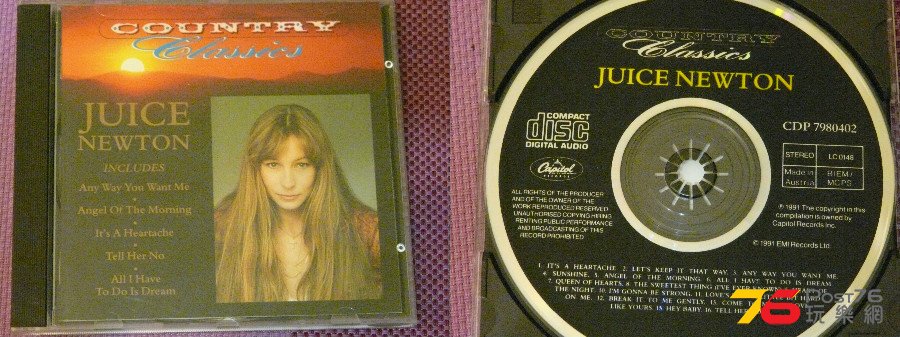 COUNTRY
Classics
JUICE
NEWTON
INCLUDES
Any Way You Want Me
Angel Of The Morning
It's A Heartache
Tell Her No
All I Have
To Do Is Dream
COUNTRY
Classics
JUICE NEWTON
COMPACT
disc
DIGITAL AUDIO
Capitol
CDP 7980402
STEREO
LC 0148
Made in
Austria
BIEM/
MCPS
ALL RIGHTS OF THE PRODUCER
AND OF THE OWNER OF THE
WORK REPRODUCED RESERVED
UNAUTHORISED COPYING HIRING
RENTING PUBLIC PERFORMANCE
AND BROADCASTING OF THIS
RECORD PROHIBITED
℗ 1991 The copyright in this
compilation is owned by
Capitol Records
© 1991 EMI Records Ltd.
1. IT'S A HEARTACHE 2. LET'S KEEP IT THAT WAY. 3. ANY WAY YOU WANT ME.
4. SUNSHINE. 5. ANGEL OF THE MORNING. 6. ALL I HAVE TO DO IS DREAM.
7. QUEEN OF HEARTS. 8. THE SWEETEST THING (I'VE EVER KNOWN).
THE NIGHT. 10. I'M GONNA BE STRONG. 11. LOVE'S
ON ME. 12. BREAK IT TO ME GENTLY. 13. COME
LIKE YOURS. 15. HEY BABY. 16. TELL HER
76
post76
玩樂網